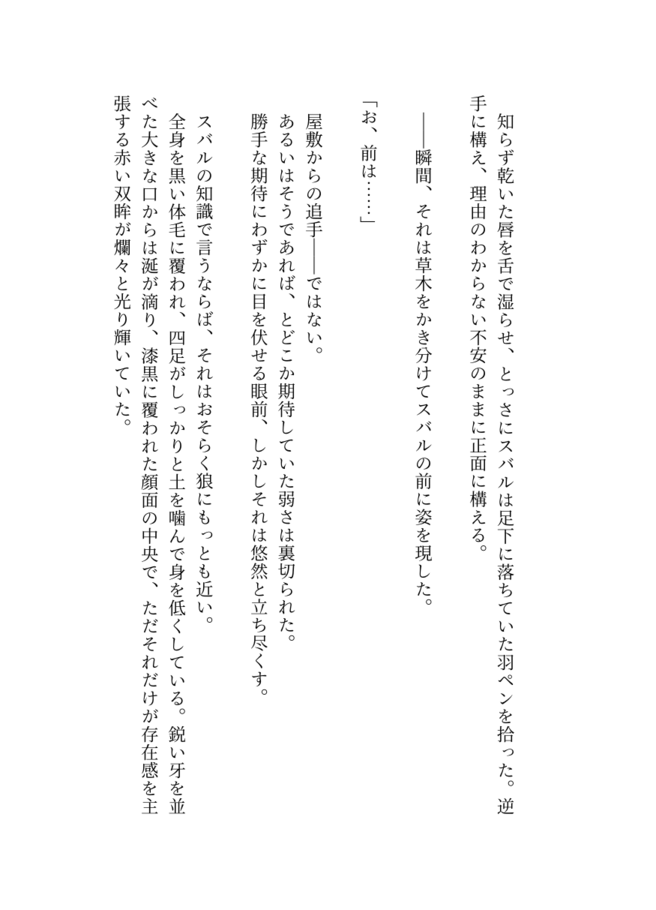 知らず乾いた唇を舌で湿らせ、とっさにスバルは足下に落ちていた羽ペンを拾った。逆
手に構え、理由のわからない不安のままに正面に構える。
――瞬間、それは草木をかき分けてスバルの前に姿を現した。
「お、前は……」
屋敷からの追手――ではない。
あるいはそうであれば、とどこか期待していた弱さは裏切られた。
勝手な期待にわずかに目を伏せる眼前、しかしそれは悠然と立ち尽くす。
スバルの知識で言うならば、それはおそらく狼にもっとも近い。
全身を黒い体毛に覆われ、四足がしっかりと土を噛んで身を低くしている。鋭い牙を並
べた大きな口からは涎が滴り、漆黒に覆われた顔面の中央で、ただそれだけが存在感を主
張する赤い双眸が爛々と光り輝いていた。